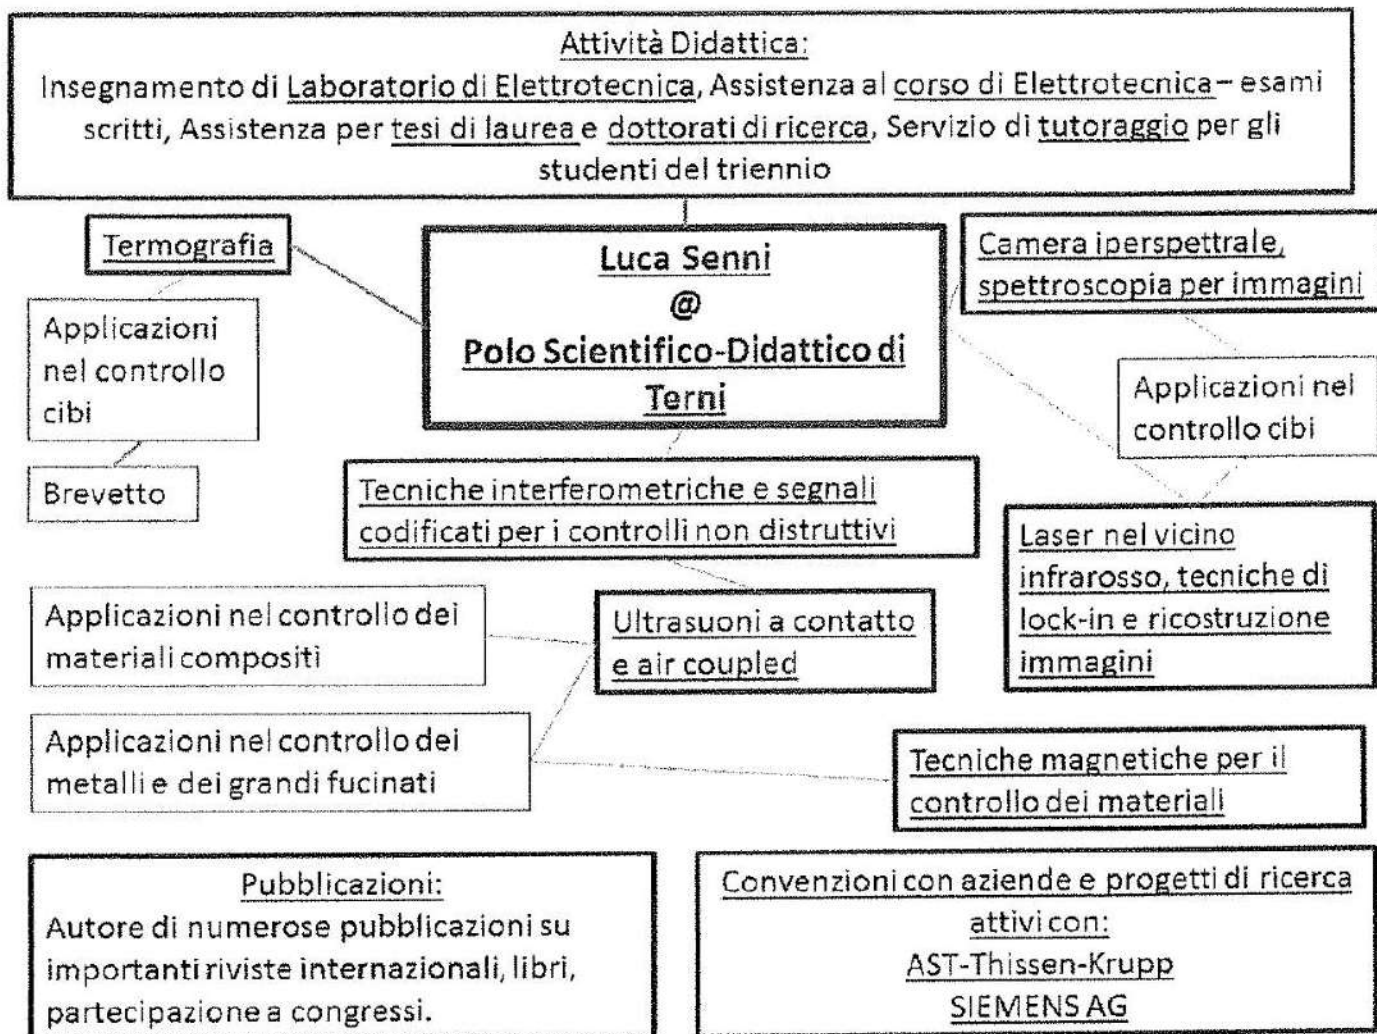 Attività Didattica:
Insegnamento di Laboratorio di Elettrotecnica, Assistenza al corso di Elettrotecnica – esami
scritti, Assistenza per tesi di laurea e dottorati di ricerca, Servizio di tutoraggio per gli
studenti del triennio
Termografia
Luca Senni
@
Polo Scientifico-Didattico di
Terni
Camera iperspettrale,
spettroscopia per immagini
Applicazioni
nel controllo
cibi
Applicazioni nel
controllo cibi
Brevetto
Tecniche interferometriche e segnali
codificati per i controlli non distruttivi
Laser nel vicino
infrarosso, tecniche di
lock-in e ricostruzione
immagini
Applicazioni nel controllo dei
materiali compositi
Ultrasuoni a contatto
e air coupled
Applicazioni nel controllo dei
metalli e dei grandi fucinati
Tecniche magnetiche per il
controllo dei materiali
Pubblicazioni:
Autore di numerose pubblicazioni su
importanti riviste internazionali, libri,
partecipazione a congressi.
Convenzioni con aziende e progetti di ricerca
attivi con:
AST-Thissen-Krupp
SIEMENS AG